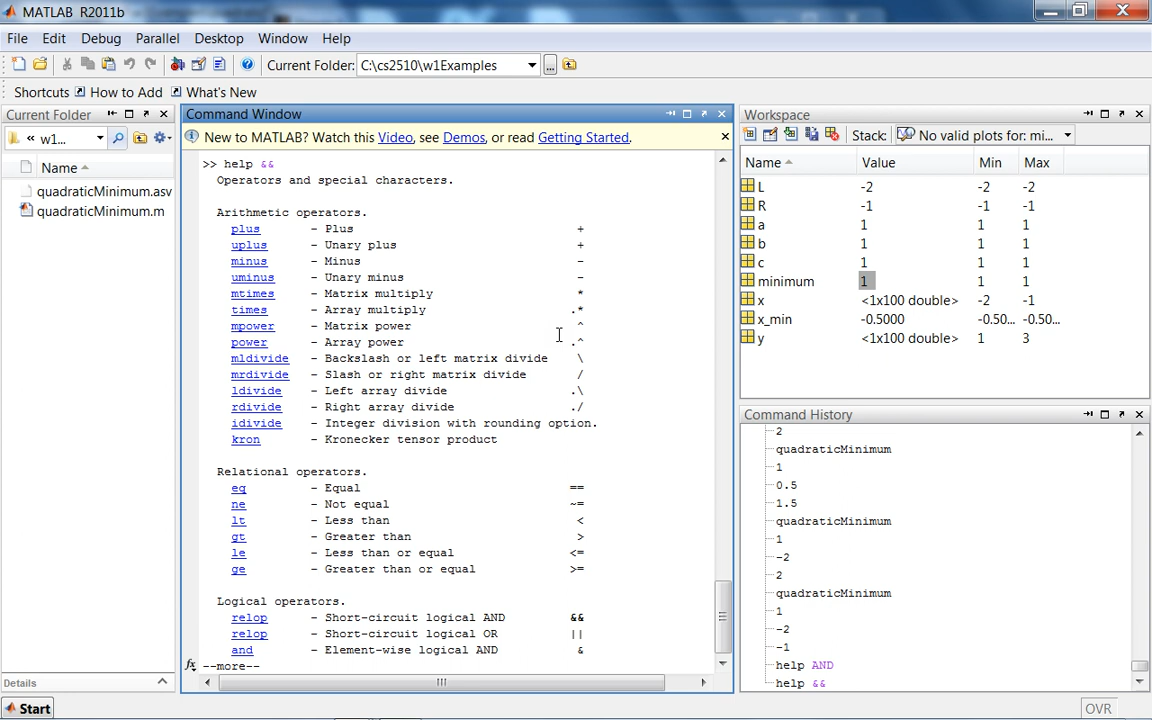 MATLAB R2011b
File Edit Debug Parallel Desktop Window Help
Current Folder: C:\cs2510\w1Examples ...
Shortcuts How to Add What's New
Current Folder
« w1...
Name
quadraticMinimum.asv
quadraticMinimum.m
Details
Command Window
New to MATLAB? Watch this Video, see Demos, or read Getting Started.
>> help &&
Operators and special characters.
Arithmetic operators.
plus - Plus +
uplus - Unary plus +
minus - Minus -
uminus - Unary minus -
mtimes - Matrix multiply *
times - Array multiply .*
mpower - Matrix power ^
power - Array power .^
mldivide - Backslash or left matrix divide \
mrdivide - Slash or right matrix divide /
ldivide - Left array divide .\
rdivide - Right array divide ./
idivide - Integer division with rounding option.
kron - Kronecker tensor product
Relational operators.
eq - Equal ==
ne - Not equal ~=
lt - Less than <
gt - Greater than >
le - Less than or equal <=
ge - Greater than or equal >=
Logical operators.
relop - Short-circuit logical AND &&
relop - Short-circuit logical OR ||
and - Element-wise logical AND &
fx --more--
Workspace
Stack: No valid plots for: mi...
Name Value Min Max
L -2 -2 -2
R -1 -1 -1
a 1 1 1
b 1 1 1
c 1 1 1
minimum 1 1 1
x <1x100 double> -2 -1
x_min -0.5000 -0.50... -0.50...
y <1x100 double> 1 3
Command History
2
quadraticMinimum
1
0.5
1.5
quadraticMinimum
1
-2
2
quadraticMinimum
1
-2
-1
help AND
help &&
Start
OVR